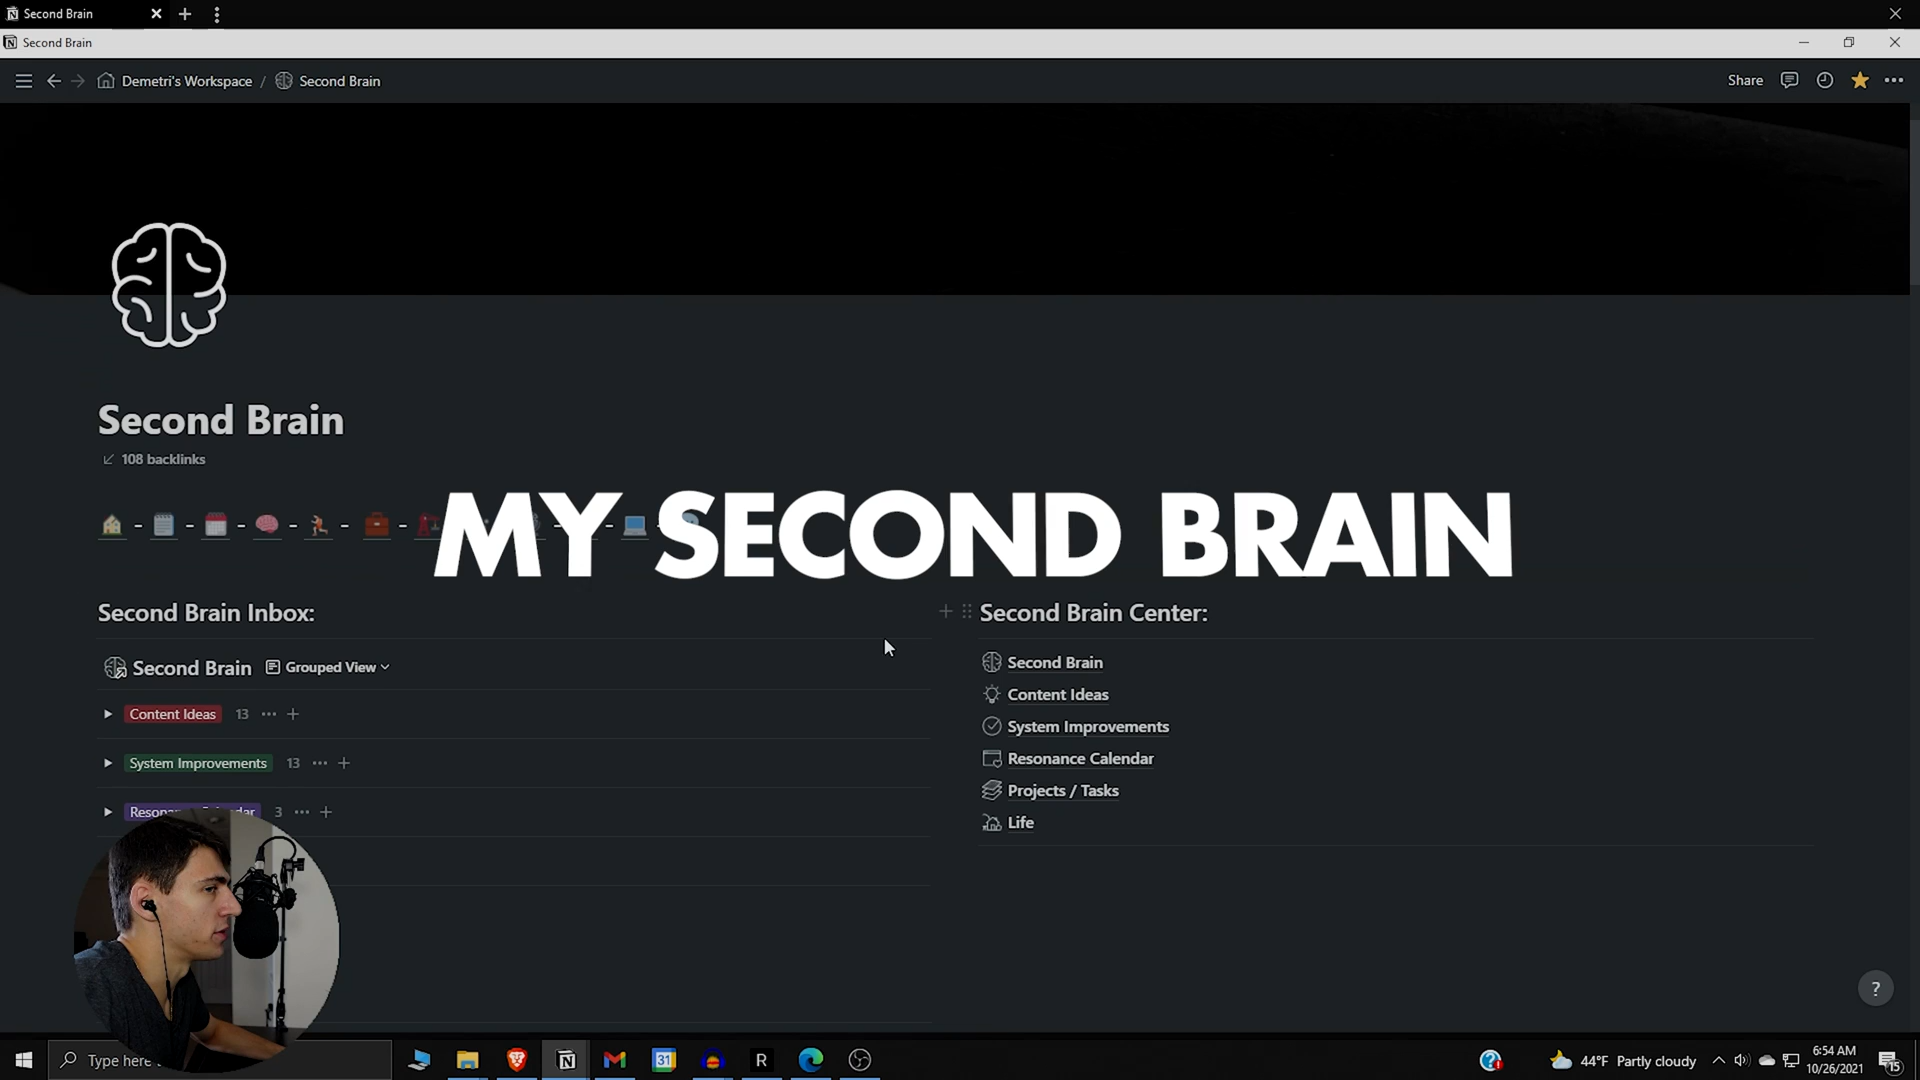 Second Brain
Second Brain
Demetri's Workspace / Second Brain
Share
Second Brain
108 backlinks
MY SECOND BRAIN
Second Brain Inbox:
Second Brain Grouped View
Content Ideas 13
System Improvements 13
3
Second Brain Center:
Second Brain
Content Ideas
System Improvements
Resonance Calendar
Projects / Tasks
Life
?
Type here
31
R
44°F Partly cloudy
6:54 AM
10/26/2021
15